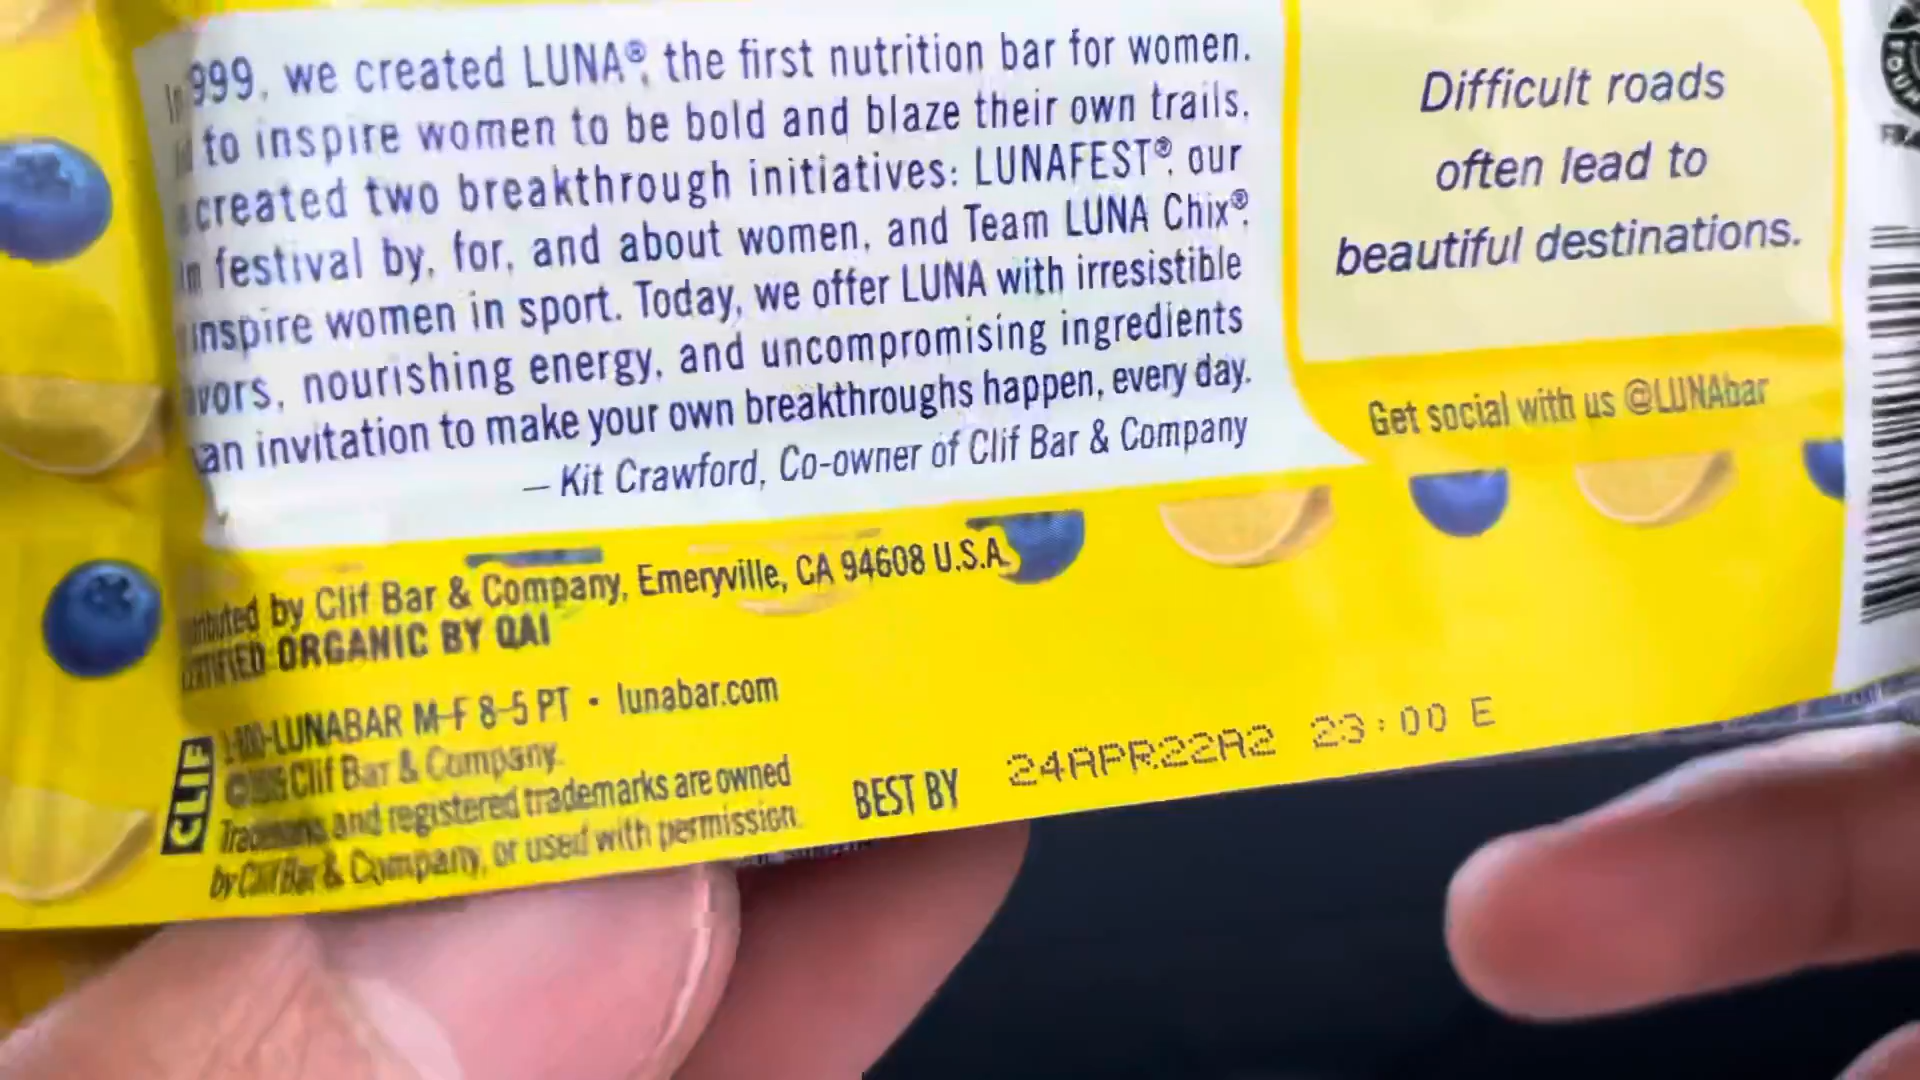 In 999, we created LUNA®, the first nutrition bar for women.
to inspire women to be bold and blaze their own trails,
created two breakthrough initiatives: LUNAFEST®, our
festival by, for, and about women, and Team LUNA Chix®,
inspire women in sport. Today, we offer LUNA with irresistible
avors, nourishing energy, and uncompromising ingredients
an invitation to make your own breakthroughs happen, every day.
— Kit Crawford, Co-owner of Clif Bar & Company
Difficult roads
often lead to
beautiful destinations.
Get social with us @LUNAbar
by Clif Bar & Company, Emeryville, CA 94608 U.S.A.
CERTIFIED ORGANIC BY QAI
1-800-LUNABAR M-F 8-5 PT • lunabar.com
Clif Bar & Company.
Trademarks and registered trademarks are owned
by Clif Bar & Company, or used with permission.
CLIF
BEST BY 24APR22A2 23:00 E